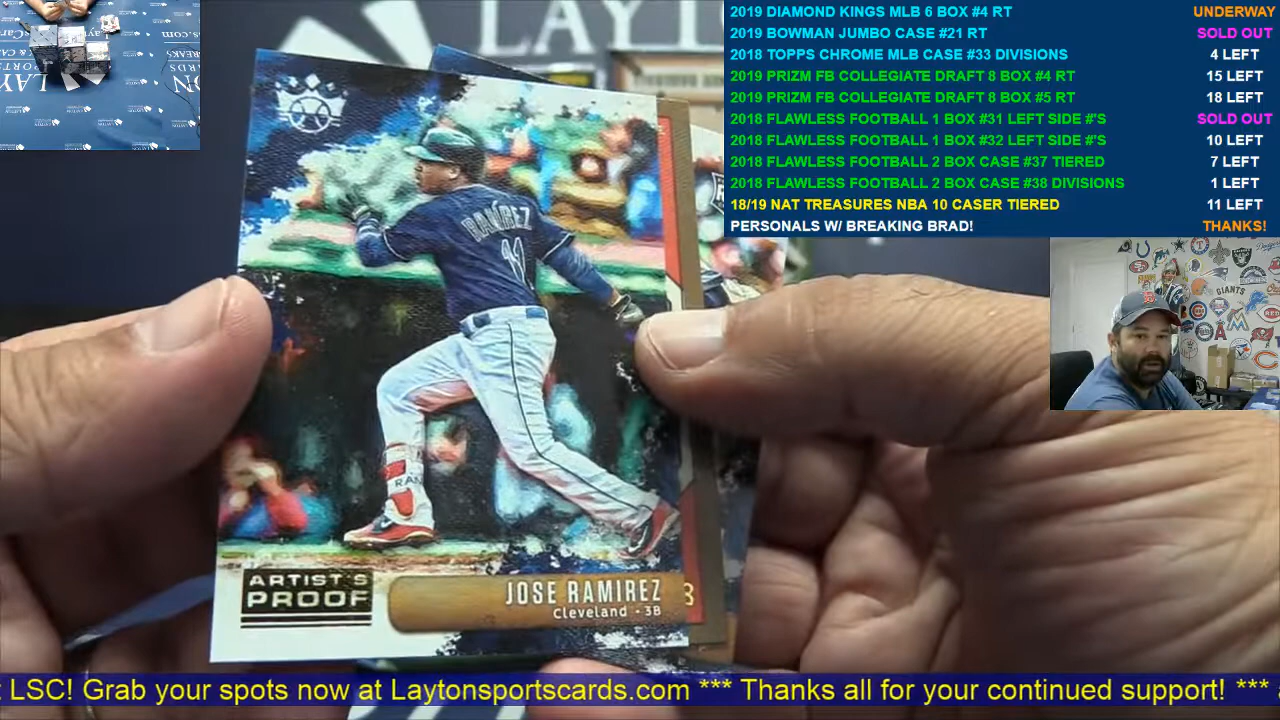 2019 DIAMOND KINGS MLB 6 BOX #4 RT UNDERWAY
2019 BOWMAN JUMBO CASE #21 RT SOLD OUT
2018 TOPPS CHROME MLB CASE #33 DIVISIONS 4 LEFT
2019 PRIZM FB COLLEGIATE DRAFT 8 BOX #4 RT 15 LEFT
2019 PRIZM FB COLLEGIATE DRAFT 8 BOX #5 RT 18 LEFT
2018 FLAWLESS FOOTBALL 1 BOX #31 LEFT SIDE #'S SOLD OUT
2018 FLAWLESS FOOTBALL 1 BOX #32 LEFT SIDE #'S 10 LEFT
2018 FLAWLESS FOOTBALL 2 BOX CASE #37 TIERED 7 LEFT
2018 FLAWLESS FOOTBALL 2 BOX CASE #38 DIVISIONS 1 LEFT
18/19 NAT TREASURES NBA 10 CASER TIERED 11 LEFT
PERSONALS W/ BREAKING BRAD! THANKS!
LAYT
RAMÍREZ
11
RAM
GIANTS
ARTIST'S
PROOF
JOSE RAMIREZ
Cleveland • 3B
LSC! Grab your spots now at Laytonsportscards.com *** Thanks all for your continued support! ***